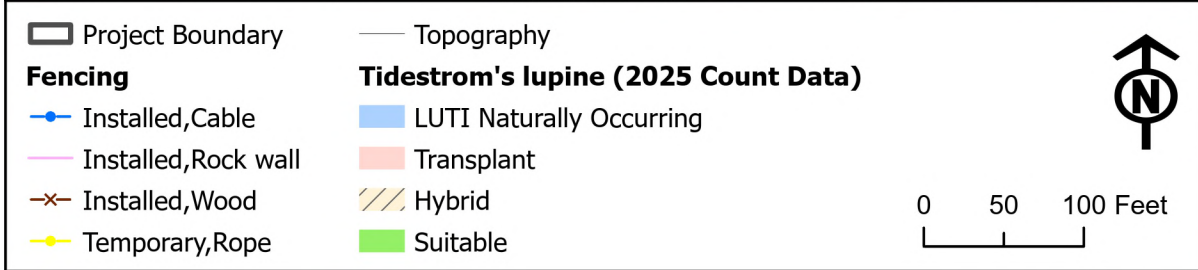 Project Boundary
Fencing
Installed,Cable
Installed,Rock wall
Installed,Wood
Temporary,Rope
Topography
Tidestrom's lupine (2025 Count Data)
LUTI Naturally Occurring
Transplant
Hybrid
Suitable
N
0 50 100 Feet